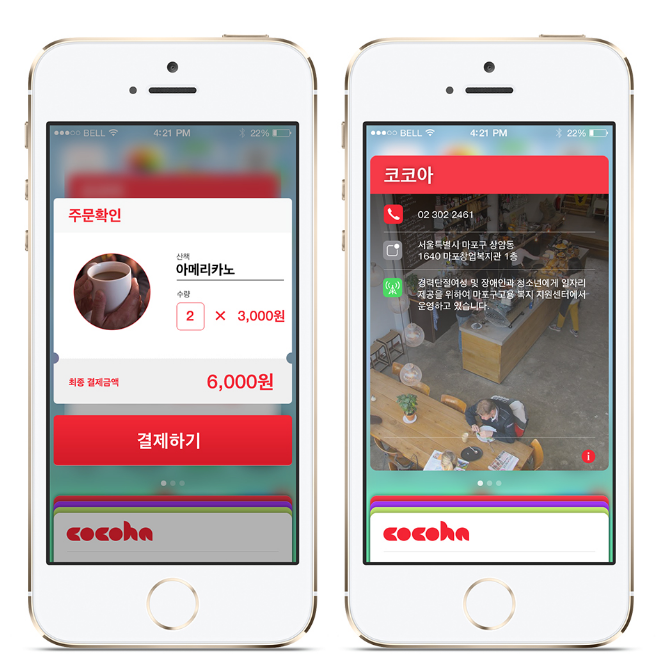 BELL 4:21 PM 22%
주문확인
산책
아메리카노
수량
2 × 3,000원
최종 결제금액 6,000원
결제하기
cocoha
BELL 4:21 PM 22%
코코아
02 302 2461
서울특별시 마포구 상암동
1640 마포창업복지관 1층
경력단절여성 및 장애인과 청소년에게 일자리
제공을 위하여 마포구고용 복지 지원센터에서
운영하고 있습니다.
i
cocoha